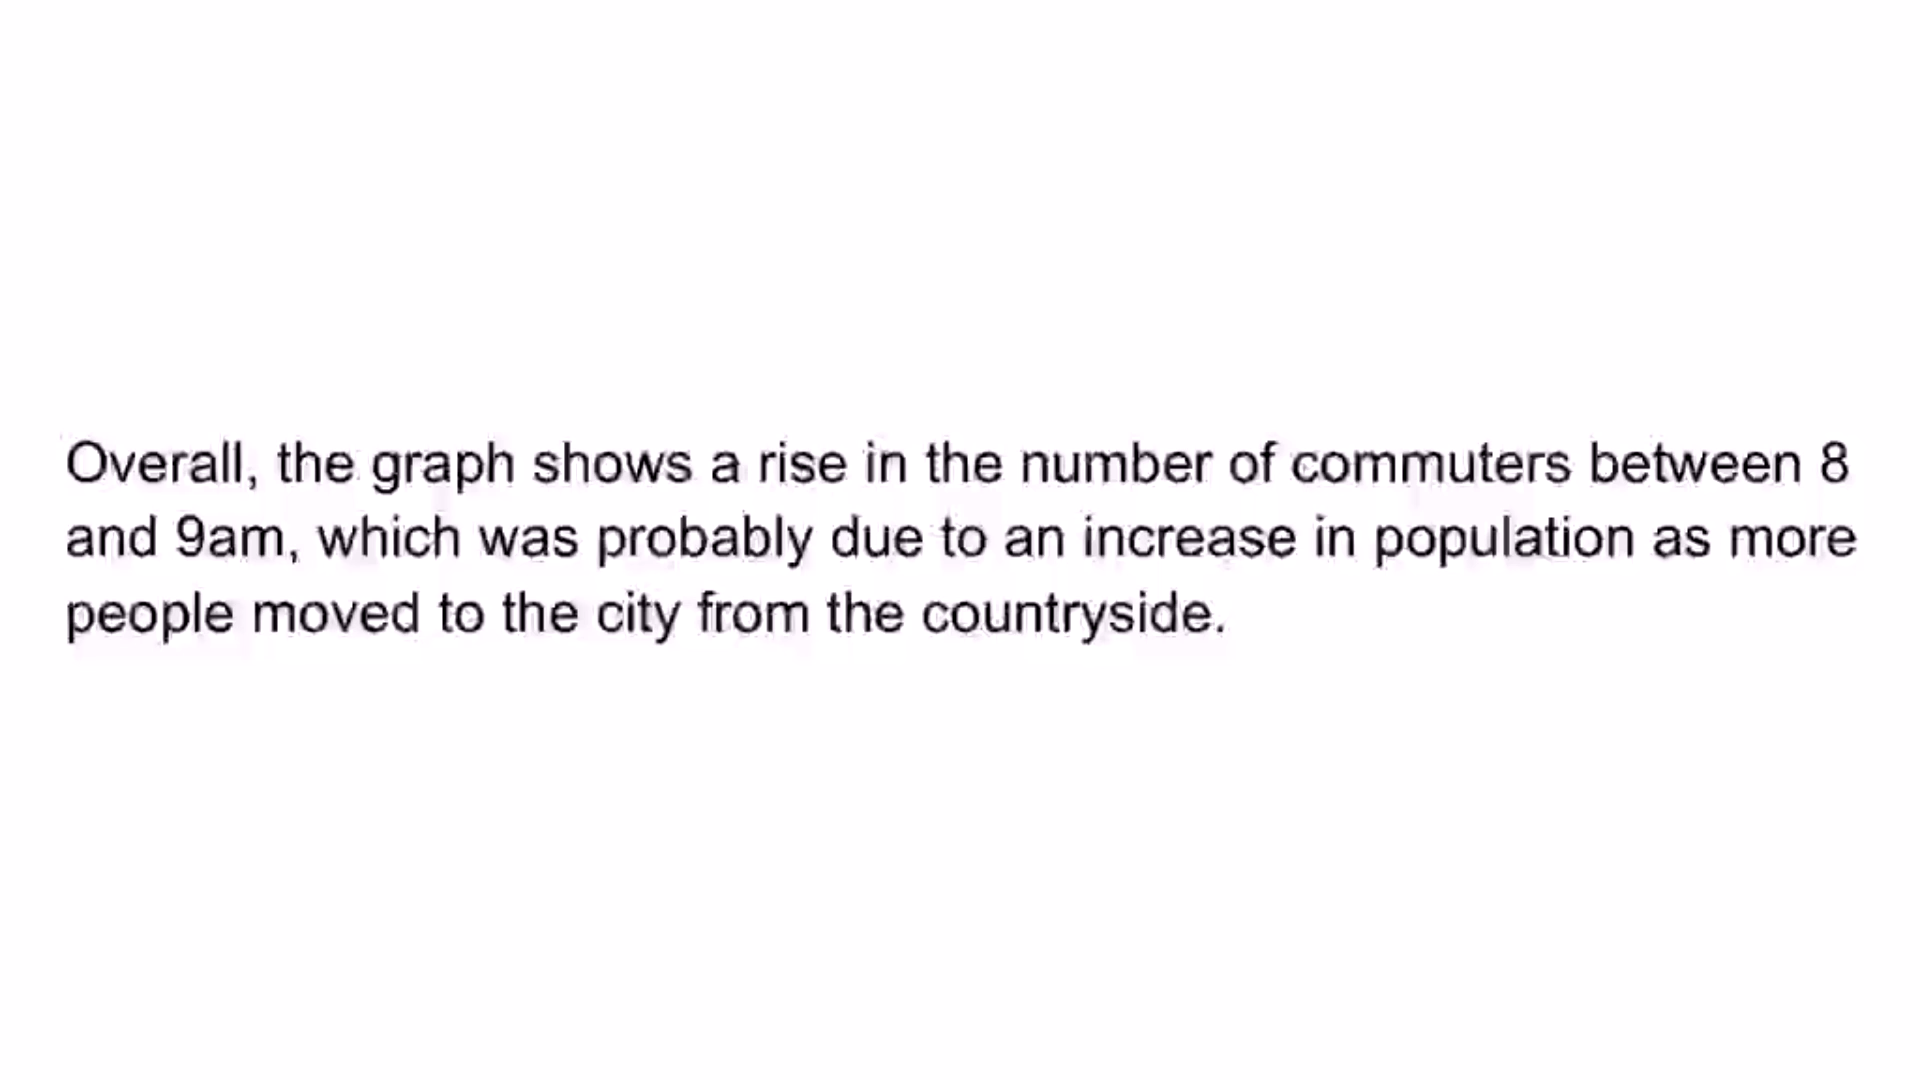 Overall, the graph shows a rise in the number of commuters between 8
and 9am, which was probably due to an increase in population as more
people moved to the city from the countryside.